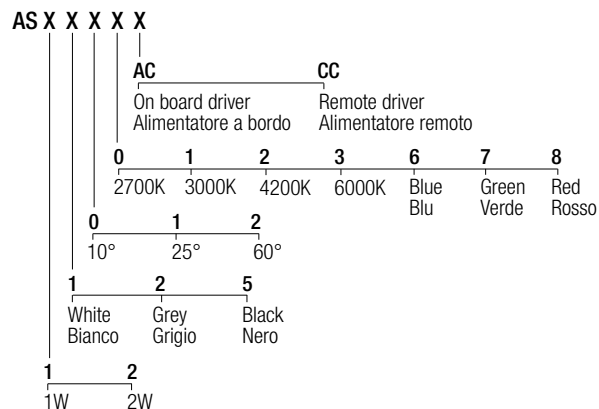 AS X X X X X
AC CC
On board driver Remote driver
Alimentatore a bordo Alimentatore remoto
0 1 2 3 6 7 8
2700K 3000K 4200K 6000K Blue Green Red
Blu Verde Rosso
0 1 2
10° 25° 60°
1 2 5
White Grey Black
Bianco Grigio Nero
1 2
1W 2W